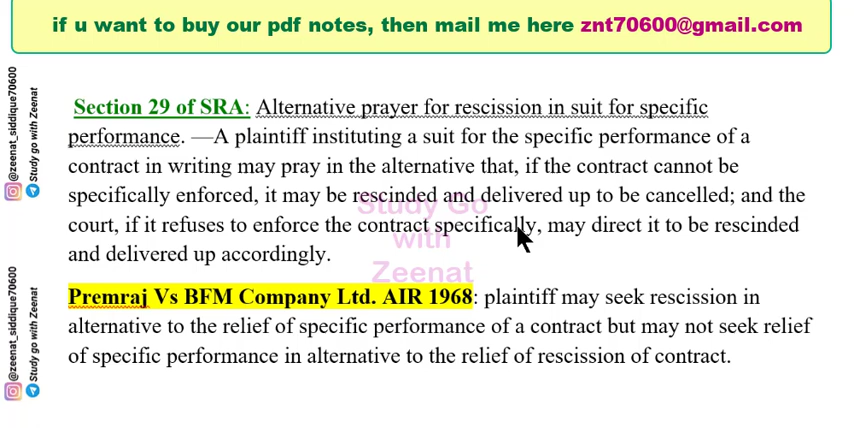 if u want to buy our pdf notes, then mail me here znt70600@gmail.com
Section 29 of SRA: Alternative prayer for rescission in suit for specific
performance. —A plaintiff instituting a suit for the specific performance of a
contract in writing may pray in the alternative that, if the contract cannot be
specifically enforced, it may be rescinded and delivered up to be cancelled; and the
court, if it refuses to enforce the contract specifically, may direct it to be rescinded
and delivered up accordingly.
Premraj Vs BFM Company Ltd. AIR 1968: plaintiff may seek rescission in
alternative to the relief of specific performance of a contract but may not seek relief
of specific performance in alternative to the relief of rescission of contract.
Study Go
with
Zeenat
@zeenat_siddique70600
Study go with Zeenat
@zeenat_siddique70600
Study go with Zeenat